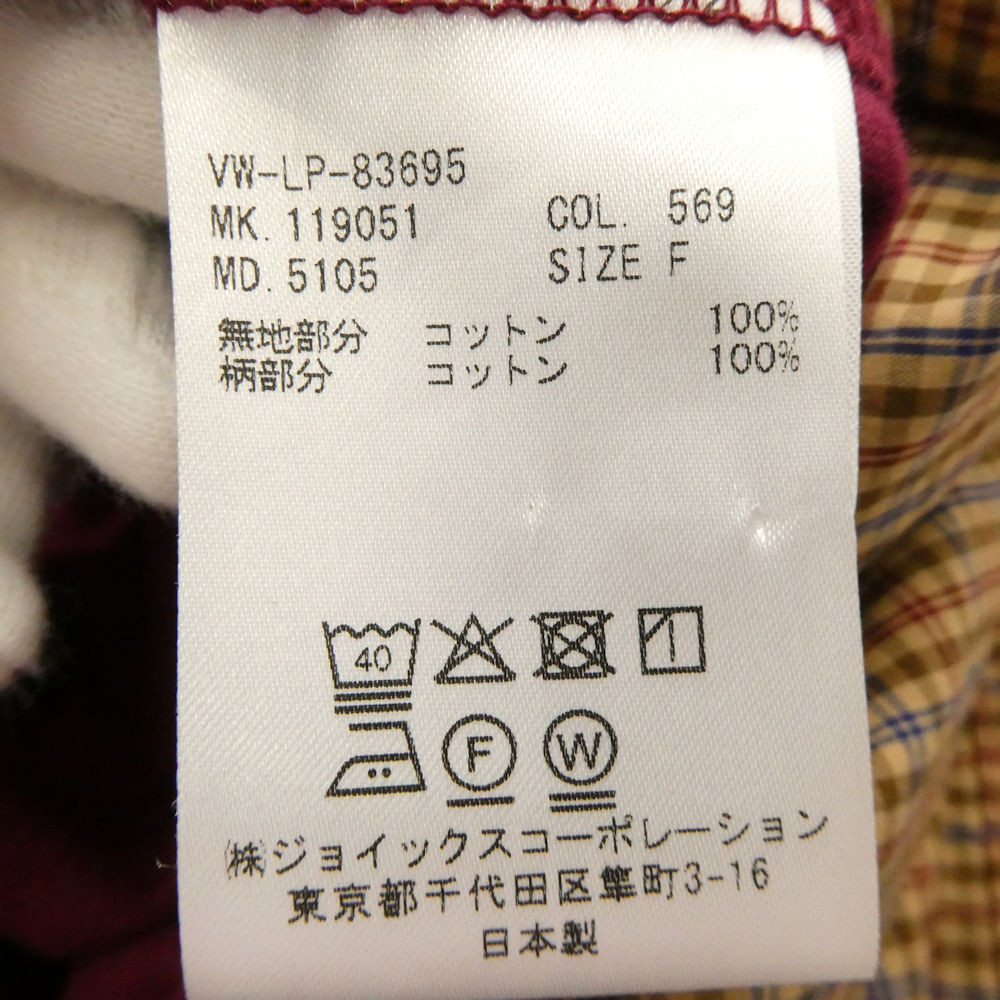 VW-LP-83695
MK. 119051 COL. 569
MD. 5105 SIZE F
無地部分 コットン 100%
柄部分 コットン 100%
40
F W
㈱ジョイックスコーポレーション
東京都千代田区隼町3-16
日本製